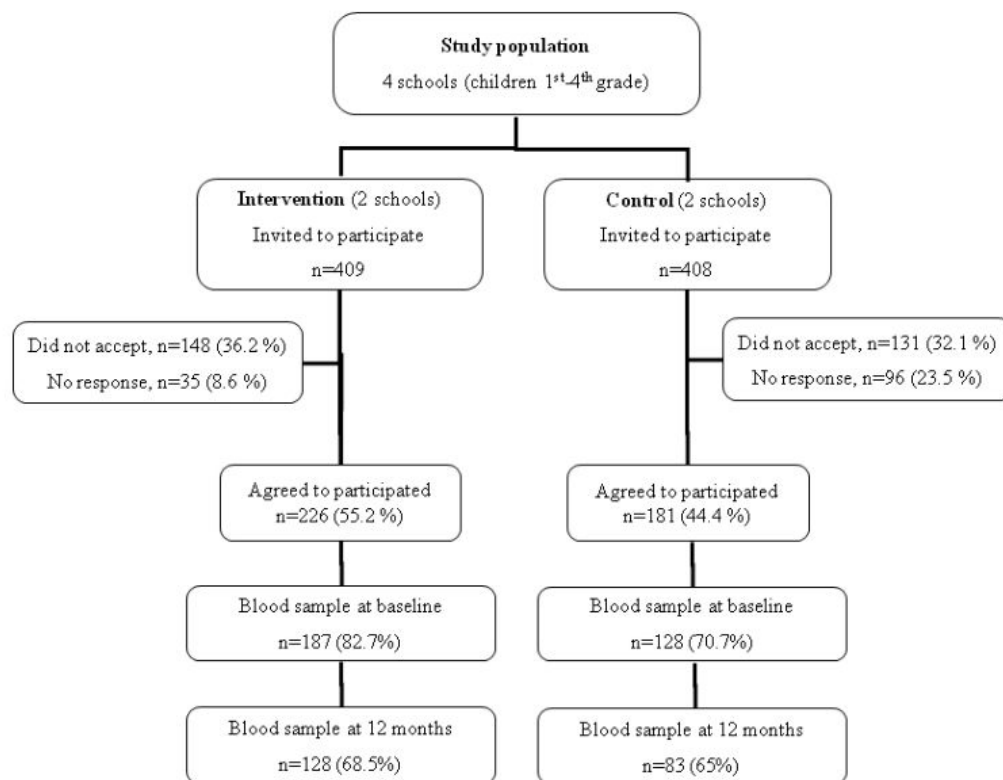 Study population
4 schools (children 1st-4th grade)
Intervention (2 schools)
Invited to participate
n=409
Control (2 schools)
Invited to participate
n=408
Did not accept, n=148 (36.2 %)
No response, n=35 (8.6 %)
Did not accept, n=131 (32.1 %)
No response, n=96 (23.5 %)
Agreed to participated
n=226 (55.2 %)
Agreed to participated
n=181 (44.4 %)
Blood sample at baseline
n=187 (82.7%)
Blood sample at baseline
n=128 (70.7%)
Blood sample at 12 months
n=128 (68.5%)
Blood sample at 12 months
n=83 (65%)